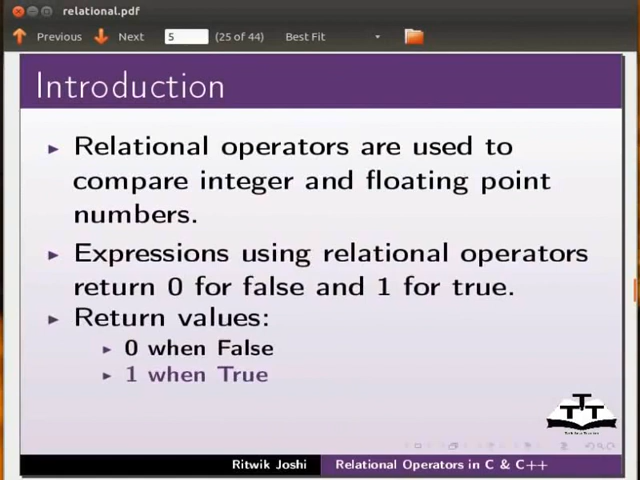 relational.pdf
Previous Next 5 (25 of 44) Best Fit
Introduction
Relational operators are used to
compare integer and floating point
numbers.
Expressions using relational operators
return 0 for false and 1 for true.
Return values:
0 when False
1 when True
TTT
Ritwik Joshi Relational Operators in C & C++